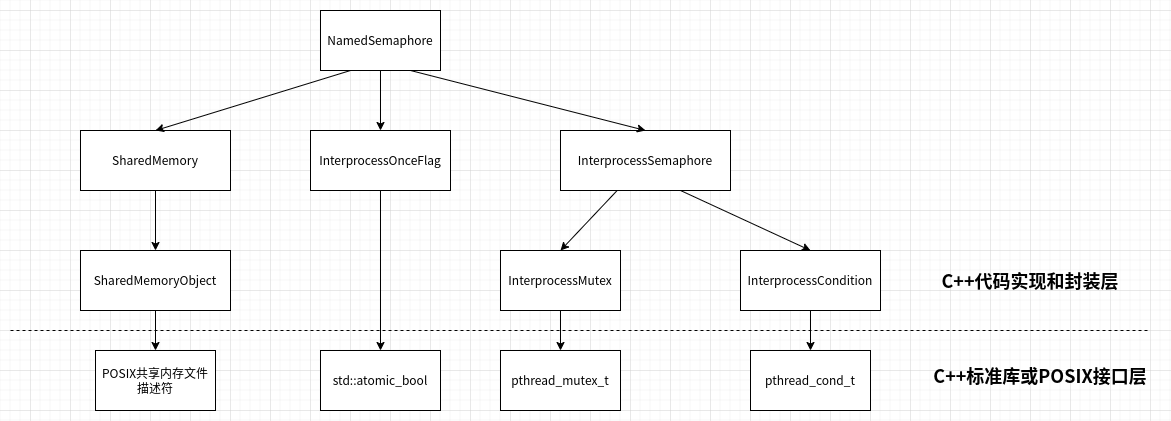 NamedSemaphore
SharedMemory
InterprocessOnceFlag
InterprocessSemaphore
SharedMemoryObject
InterprocessMutex
InterprocessCondition
C++代码实现和封装层
POSIX共享内存文件
描述符
std::atomic_bool
pthread_mutex_t
pthread_cond_t
C++标准库或POSIX接口层